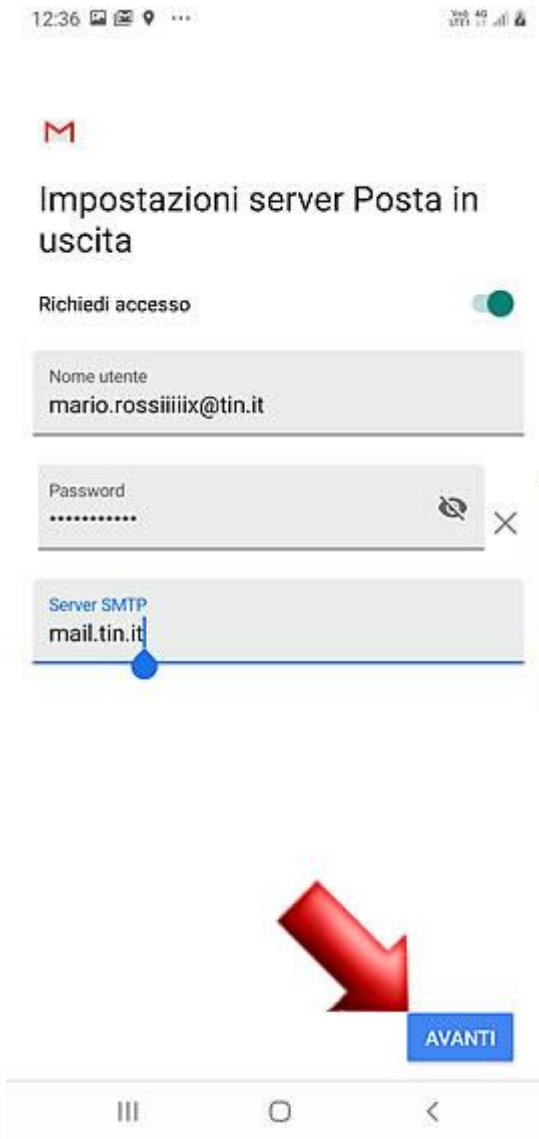 12:36
Impostazioni server Posta in
uscita
Richiedi accesso
Nome utente
mario.rossiiiiix@tin.it
Password
•••••••••••
Server SMTP
mail.tin.it
AVANTI